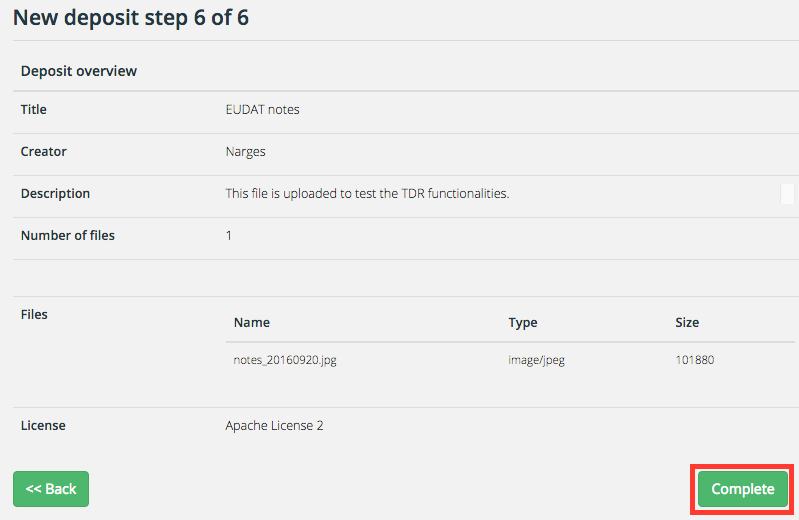 New deposit step 6 of 6
Deposit overview
Title EUDAT notes
Creator Narges
Description This file is uploaded to test the TDR functionalities.
Number of files 1
Files
Name Type Size
notes_20160920.jpg image/jpeg 101880
License Apache License 2
<< Back Complete